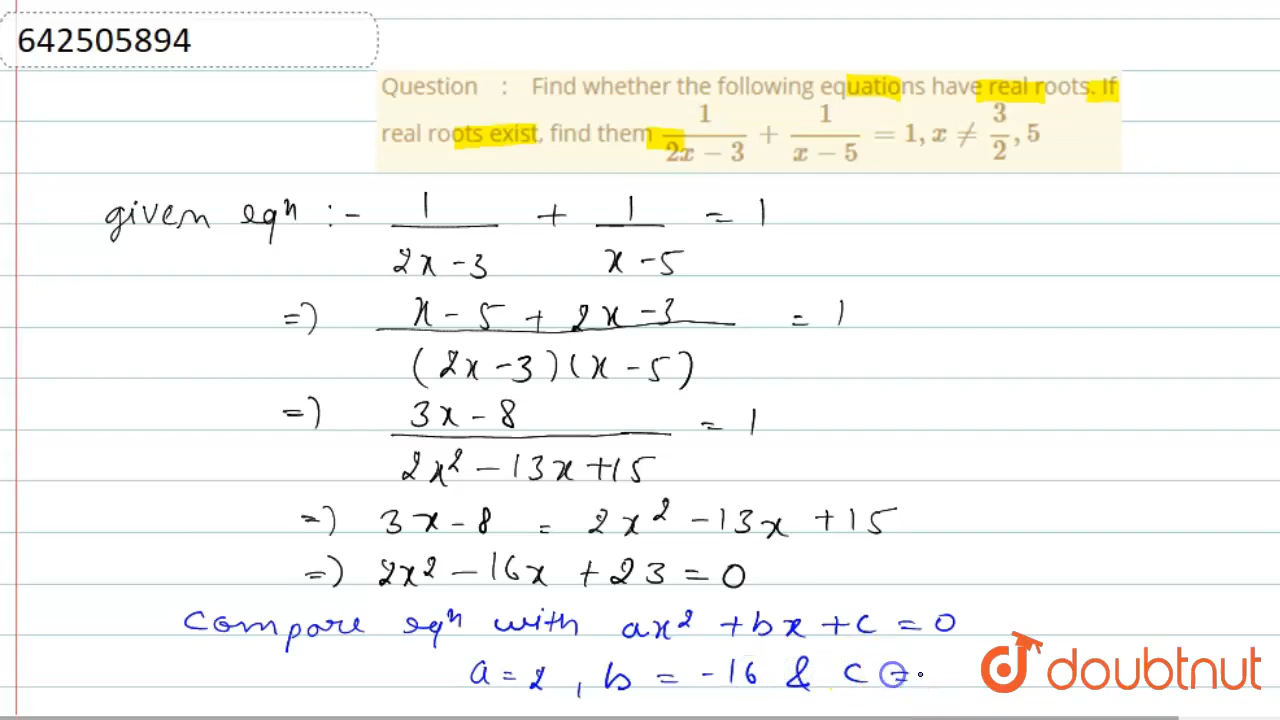 642505894
Question : Find whether the following equations have real roots. If
real roots exist, find them 1/(2x − 3) + 1/(x − 5) = 1, x ≠ 3/2, 5
given eqⁿ :- 1/(2x - 3) + 1/(x - 5) = 1
=) (x - 5 + 2x - 3)/((2x - 3)(x - 5)) = 1
=) (3x - 8)/(2x² - 13x + 15) = 1
=) 3x - 8 = 2x² - 13x + 15
=) 2x² - 16x + 23 = 0
Compare eqⁿ with ax² + bx + c = 0
a = 2, b = -16 & c =
doubtnut